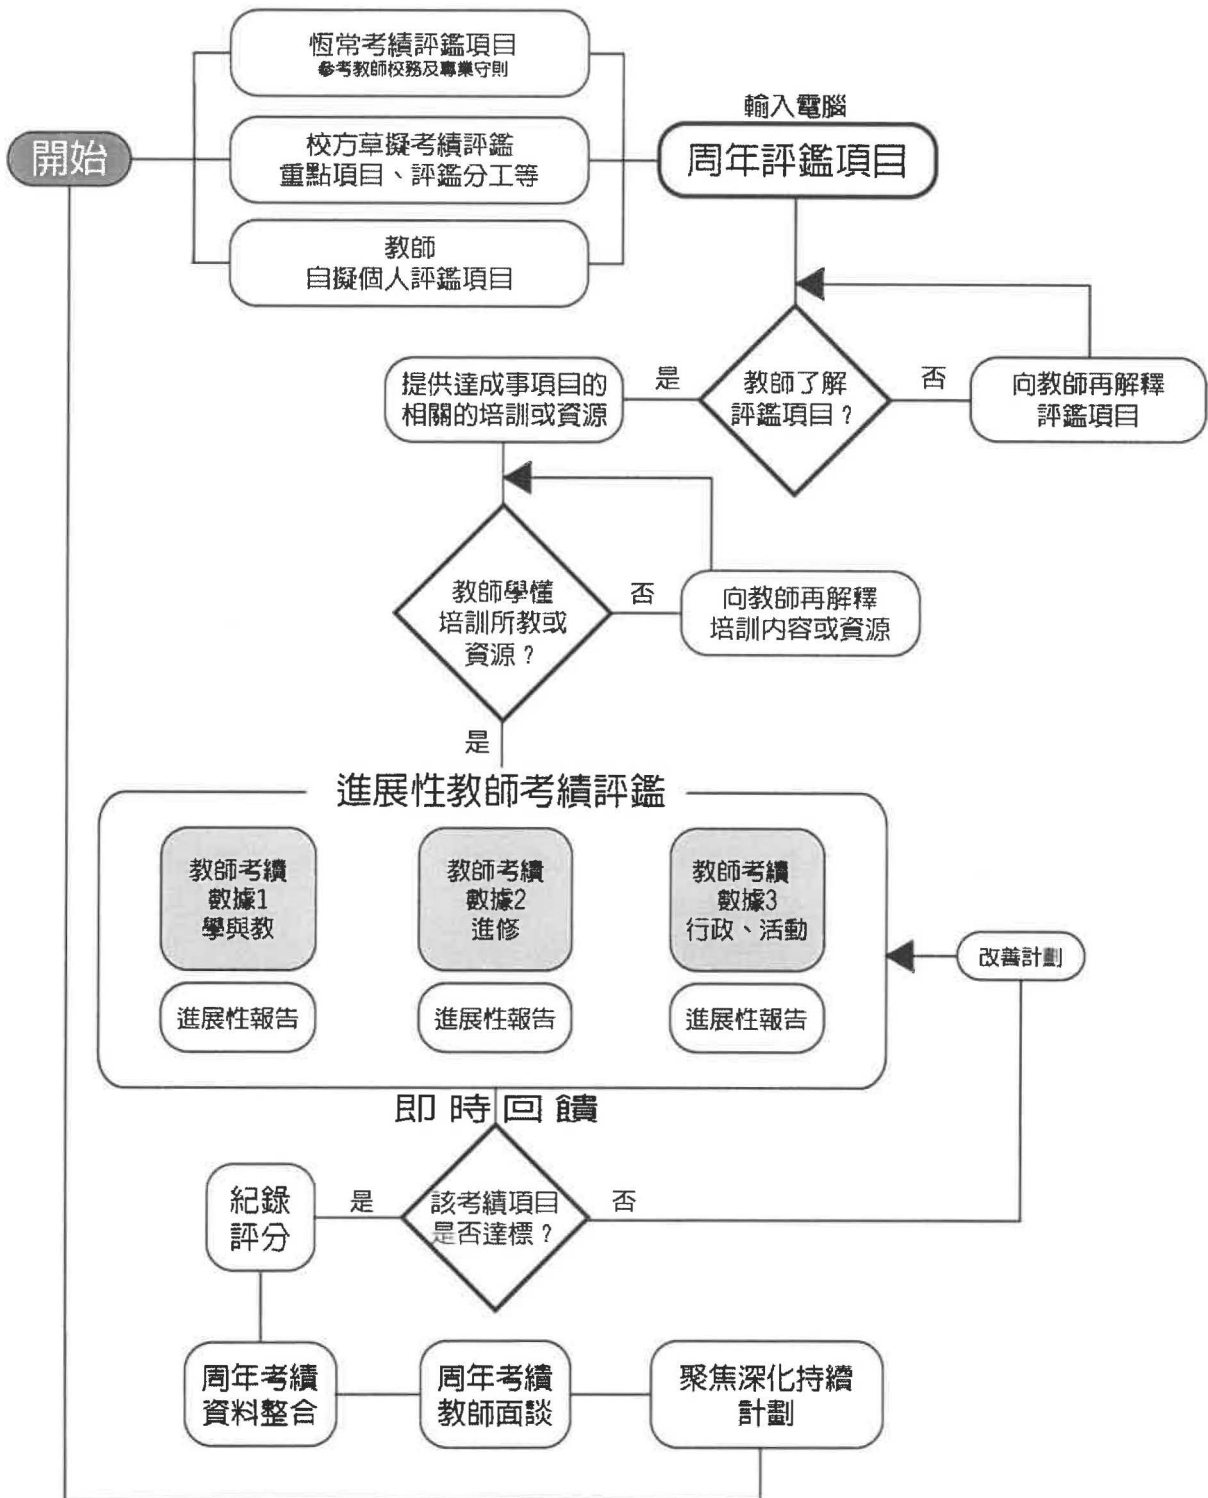 恆常考績評鑑項目
參考教師校務及專業守則
輸入電腦
開始
校方草擬考績評鑑
重點項目、評鑑分工等
周年評鑑項目
教師
自擬個人評鑑項目
提供達成事項目的
相關的培訓或資源
是
教師了解
評鑑項目？
否
向教師再解釋
評鑑項目
教師學懂
培訓所教或
資源？
否
向教師再解釋
培訓內容或資源
是
進展性教師考績評鑑
教師考績
數據1
學與教
教師考績
數據2
進修
教師考績
數據3
行政、活動
改善計劃
進展性報告
進展性報告
進展性報告
即時回饋
紀錄
評分
是
該考績項目
是否達標？
否
周年考績
資料整合
周年考績
教師面談
聚焦深化持續
計劃